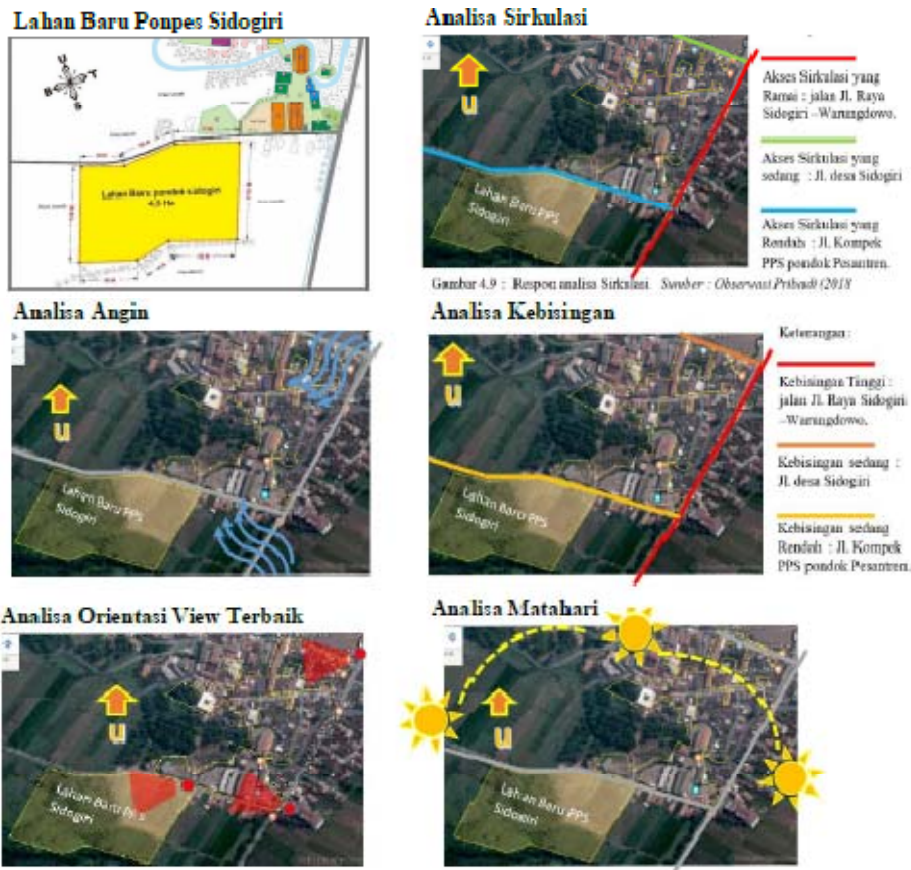 Lahan Baru Ponpes Sidogiri
U
T
B
S
Lahan Baru pondok sidogiri
4.5 Ha
Analisa Sirkulasi
u
Lahan Baru PPS
Sidogiri
Akses Sirkulasi yang
Ramai : jalan Jl. Raya
Sidogiri –Warungdowo.
Akses Sirkulasi yang
sedang : Jl. desa Sidogiri
Akses Sirkulasi yang
Rendah : Jl. Kompek
PPS pondok Pesantren.
Gambar 4.9 : Respon analisa Sirkulasi. Sumber : Observasi Pribadi (2018
Analisa Angin
u
Lahan Baru PPS
Sidogiri
Analisa Kebisingan
u
Lahan Baru PPS
Sidogiri
Keterangan :
Kebisingan Tinggi :
jalan Jl. Raya Sidogiri
–Warungdowo.
Kebisingan sedang :
Jl. desa Sidogiri
Kebisingan sedang
Rendah : Jl. Kompek
PPS pondok Pesantren.
Analisa Orientasi View Terbaik
u
Lahan Baru PPS
Sidogiri
Analisa Matahari
u
Lahan Baru PPS
Sidogiri